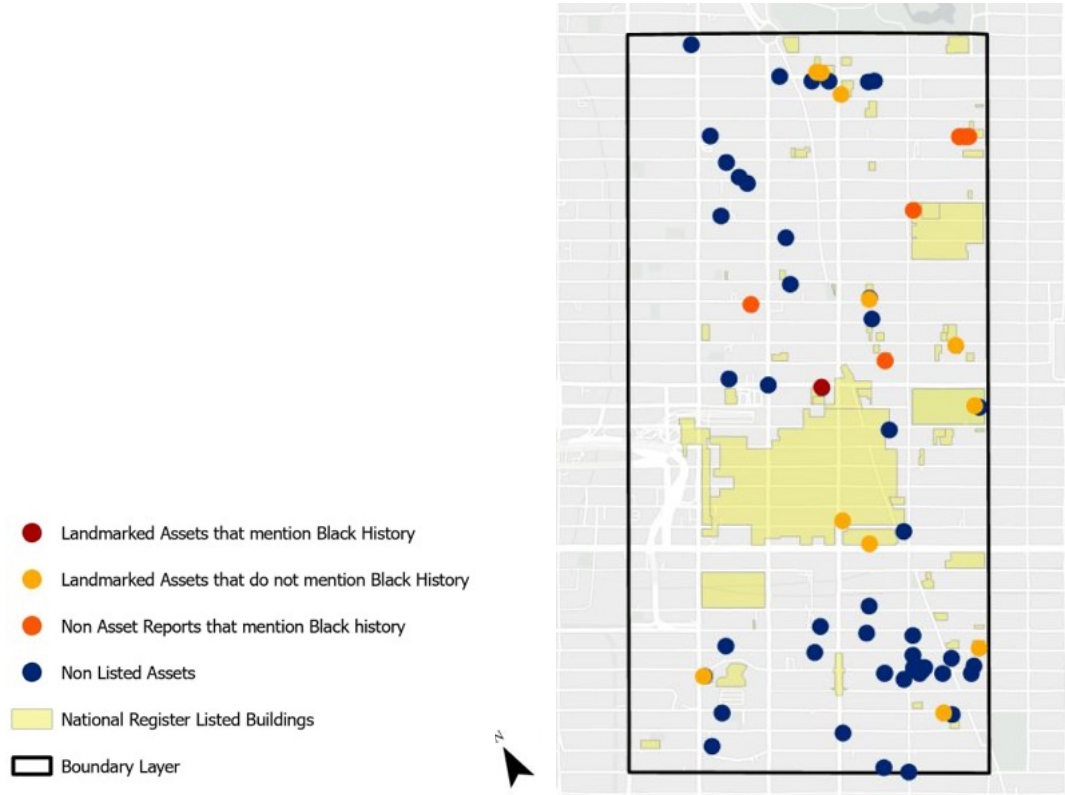 Landmarked Assets that mention Black History
Landmarked Assets that do not mention Black History
Non Asset Reports that mention Black history
Non Listed Assets
National Register Listed Buildings
Boundary Layer
N